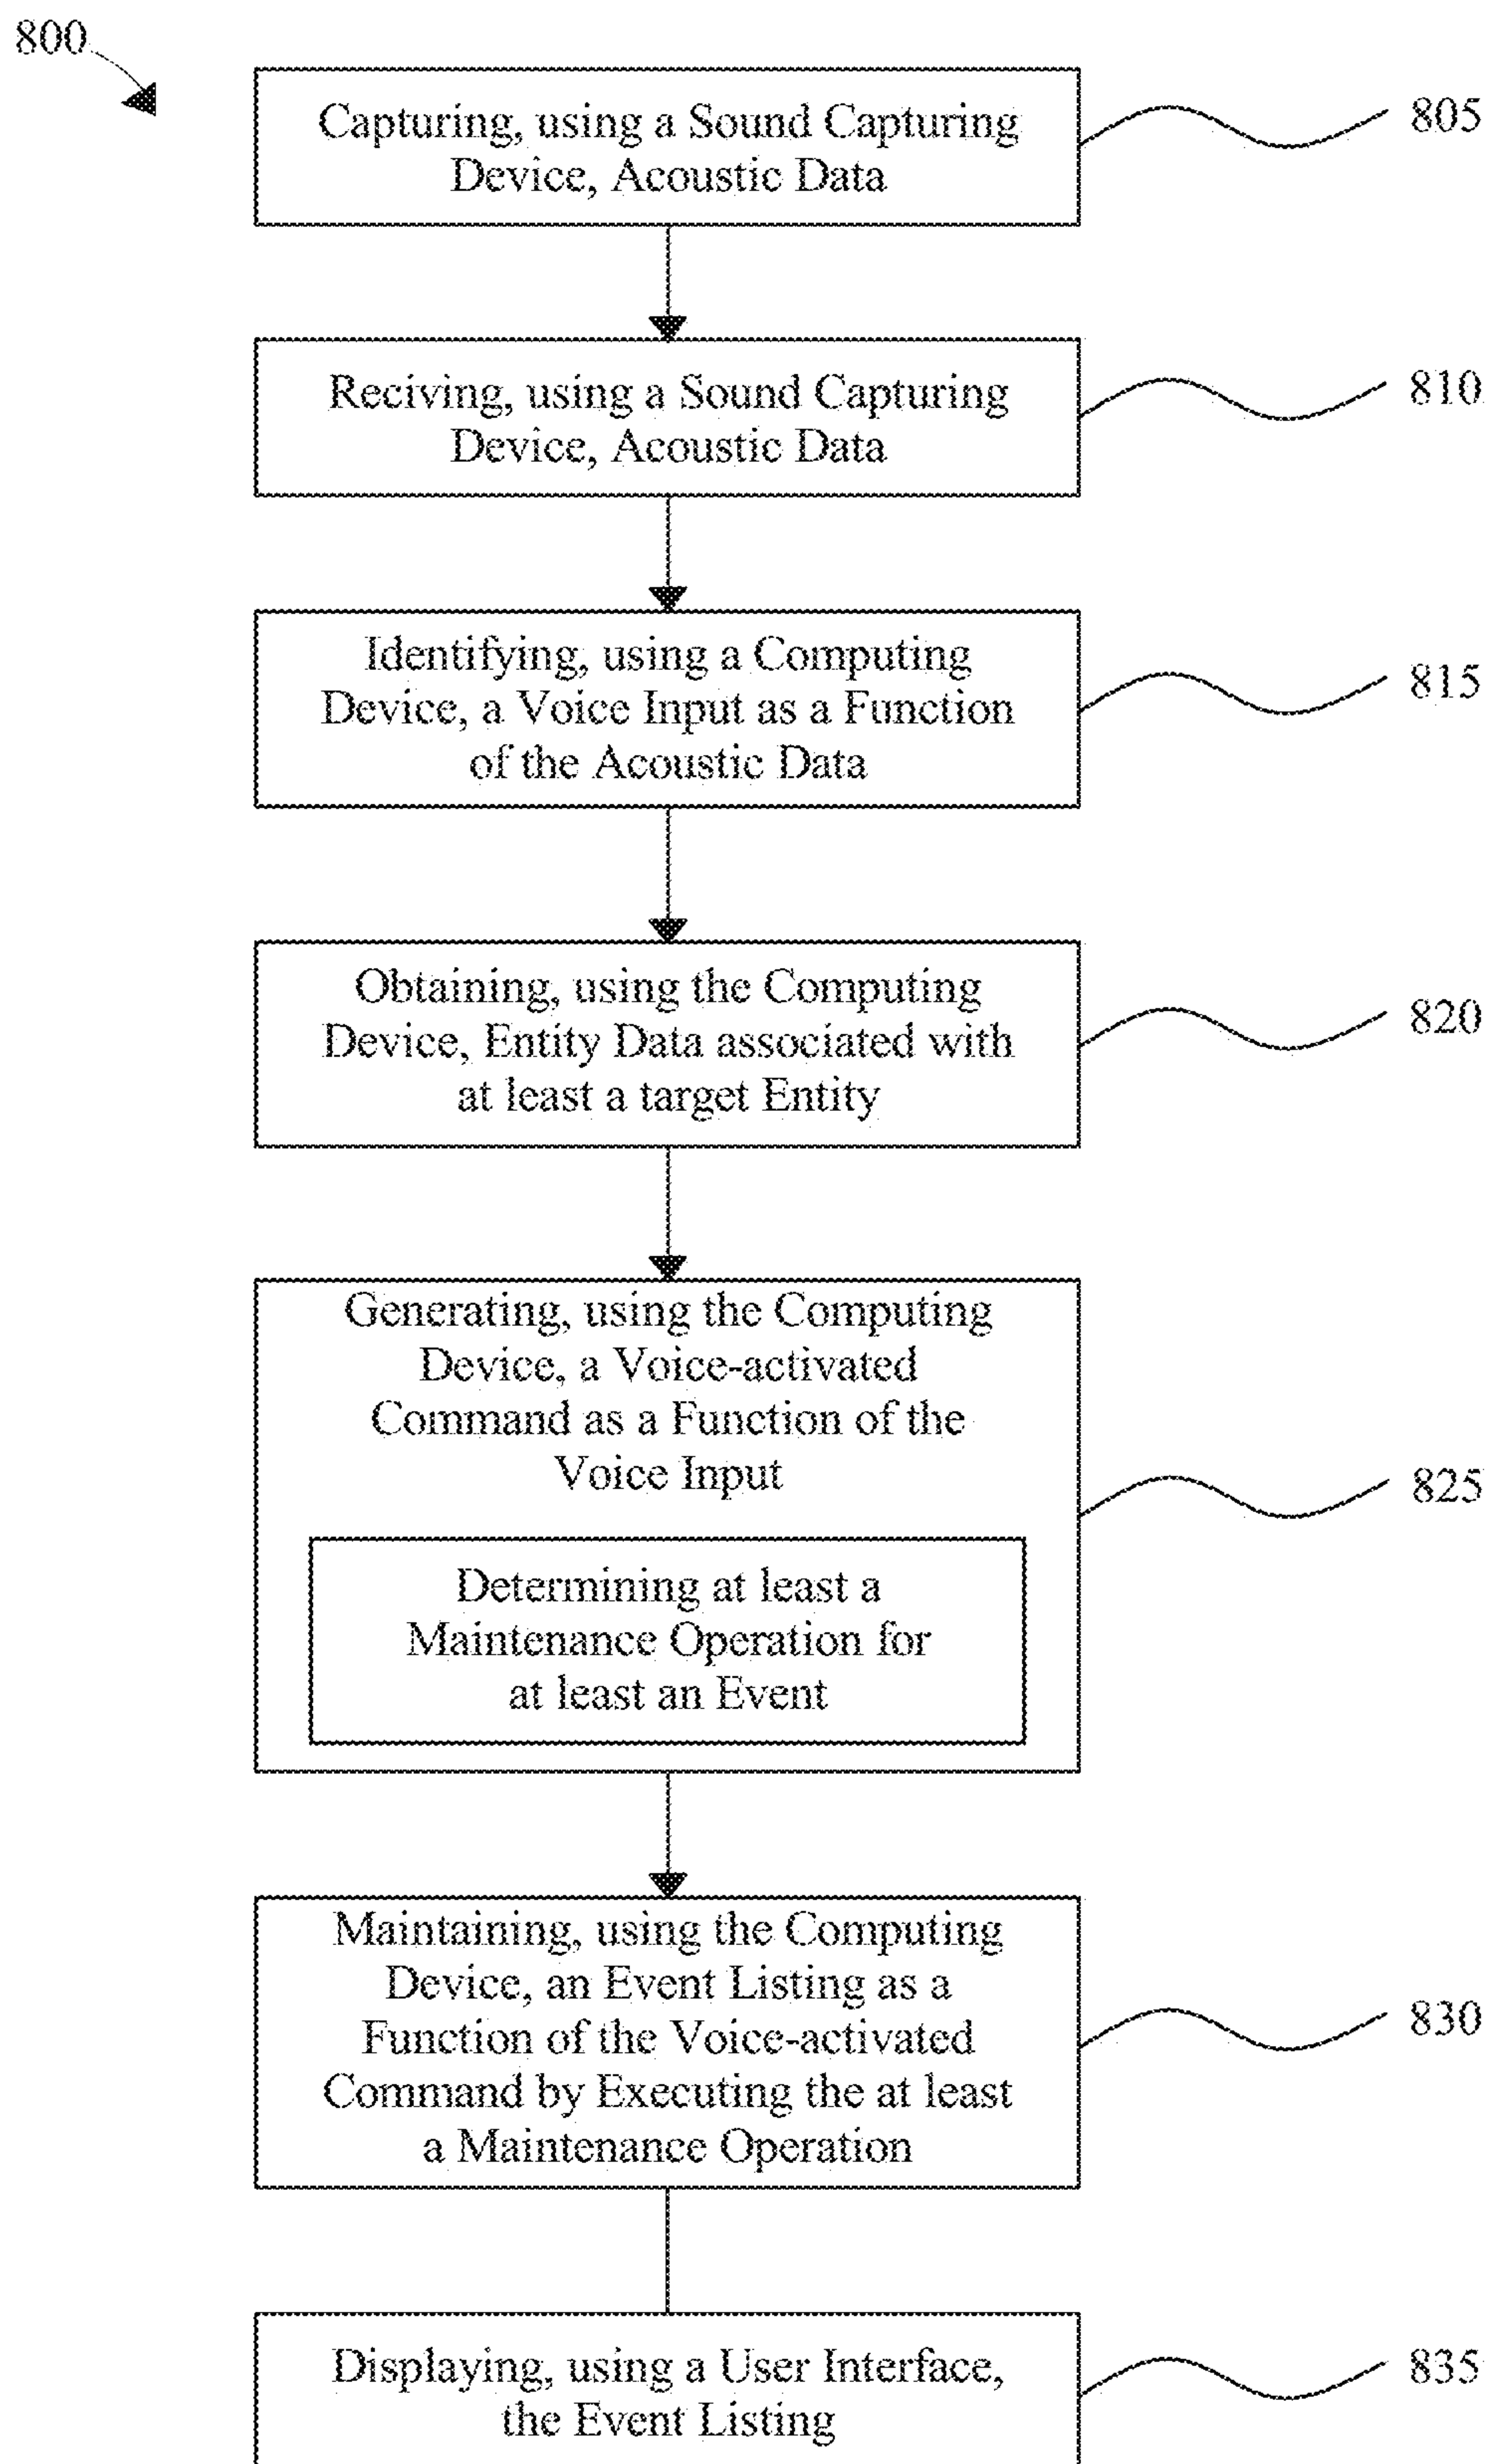 800
Capturing, using a Sound Capturing
Device, Acoustic Data
805
Reciving, using a Sound Capturing
Device, Acoustic Data
810
Identifying, using a Computing
Device, a Voice Input as a Function
of the Acoustic Data
815
Obtaining, using the Computing
Device, Entity Data associated with
at least a target Entity
820
Generating, using the Computing
Device, a Voice-activated
Command as a Function of the
Voice Input
825
Determining at least a
Maintenance Operation for
at least an Event
Maintaining, using the Computing
Device, an Event Listing as a
Function of the Voice-activated
Command by Executing the at least
a Maintenance Operation
830
Displaying, using a User Interface,
the Event Listing
835